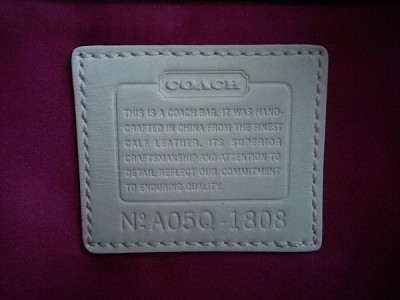 COACH
THIS IS A COACH BAG. IT WAS HAND-
CRAFTED IN CHINA FROM THE FINEST
CALF LEATHER. ITS SUPERIOR
CRAFTSMANSHIP AND ATTENTION TO
DETAIL REFLECT OUR COMMITMENT
TO ENDURING QUALITY.
Nº A05Q-1808